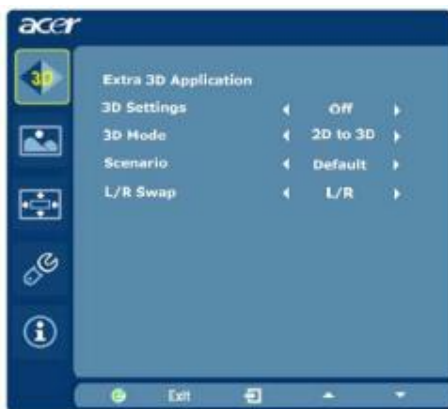 acer
3D
Extra 3D Application
3D Settings Off
3D Mode 2D to 3D
Scenario Default
L/R Swap L/R
Exit